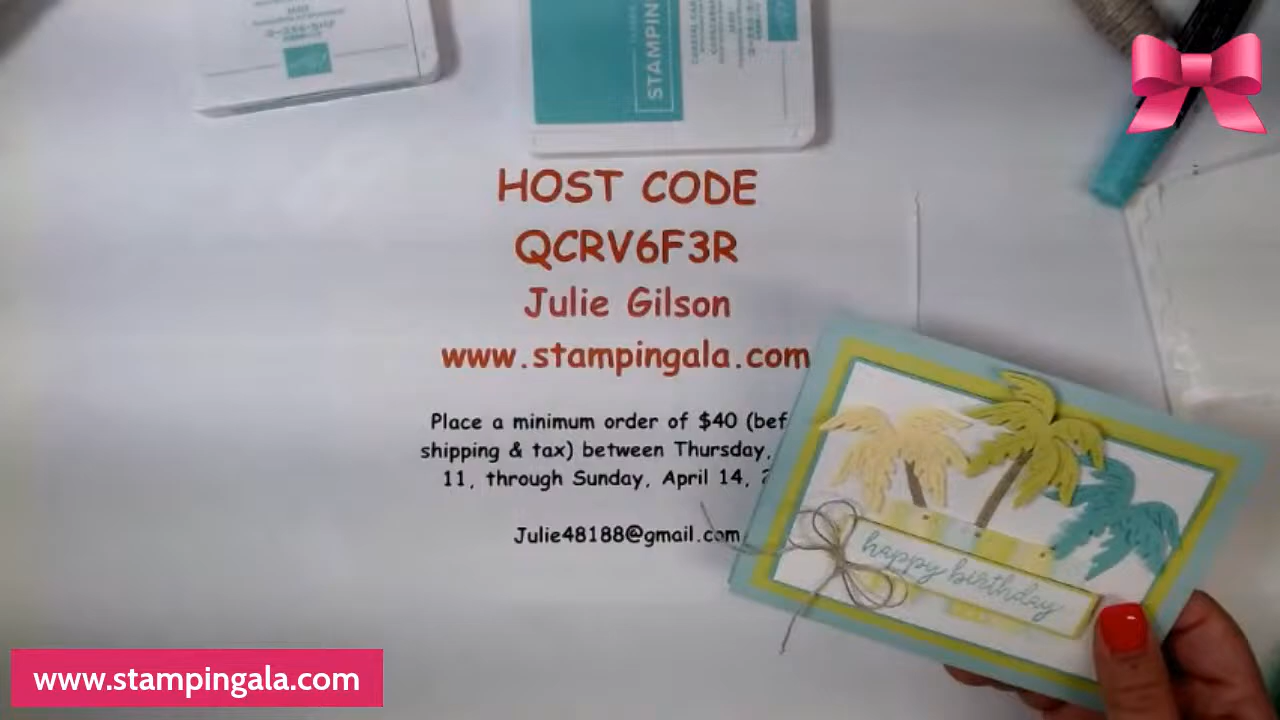 STAMPIN
HOST CODE
QCRV6F3R
Julie Gilson
www.stampingala.com
Place a minimum order of $40 (bef
shipping & tax) between Thursday,
11, through Sunday, April 14,
Julie48188@gmail.com
happy birthday
www.stampingala.com